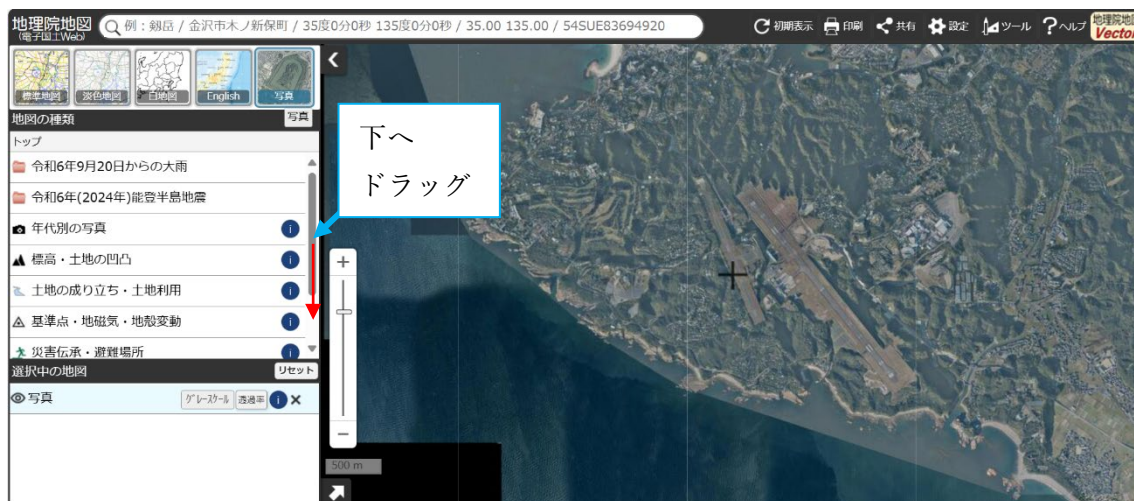 地理院地図
(電子国土Web)
例：剱岳 / 金沢市木ノ新保町 / 35度0分0秒 135度0分0秒 / 35.00 135.00 / 54SUE83694920
初期表示
印刷
共有
設定
ツール
ヘルプ
地理院地図
Vector
標準地図
淡色地図
白地図
English
写真
地図の種類
写真
トップ
令和6年9月20日からの大雨
令和6年(2024年)能登半島地震
年代別の写真
標高・土地の凹凸
土地の成り立ち・土地利用
基準点・地磁気・地殻変動
災害伝承・避難場所
選択中の地図
リセット
写真
グレースケール
透過率
下へ
ドラッグ
500 m